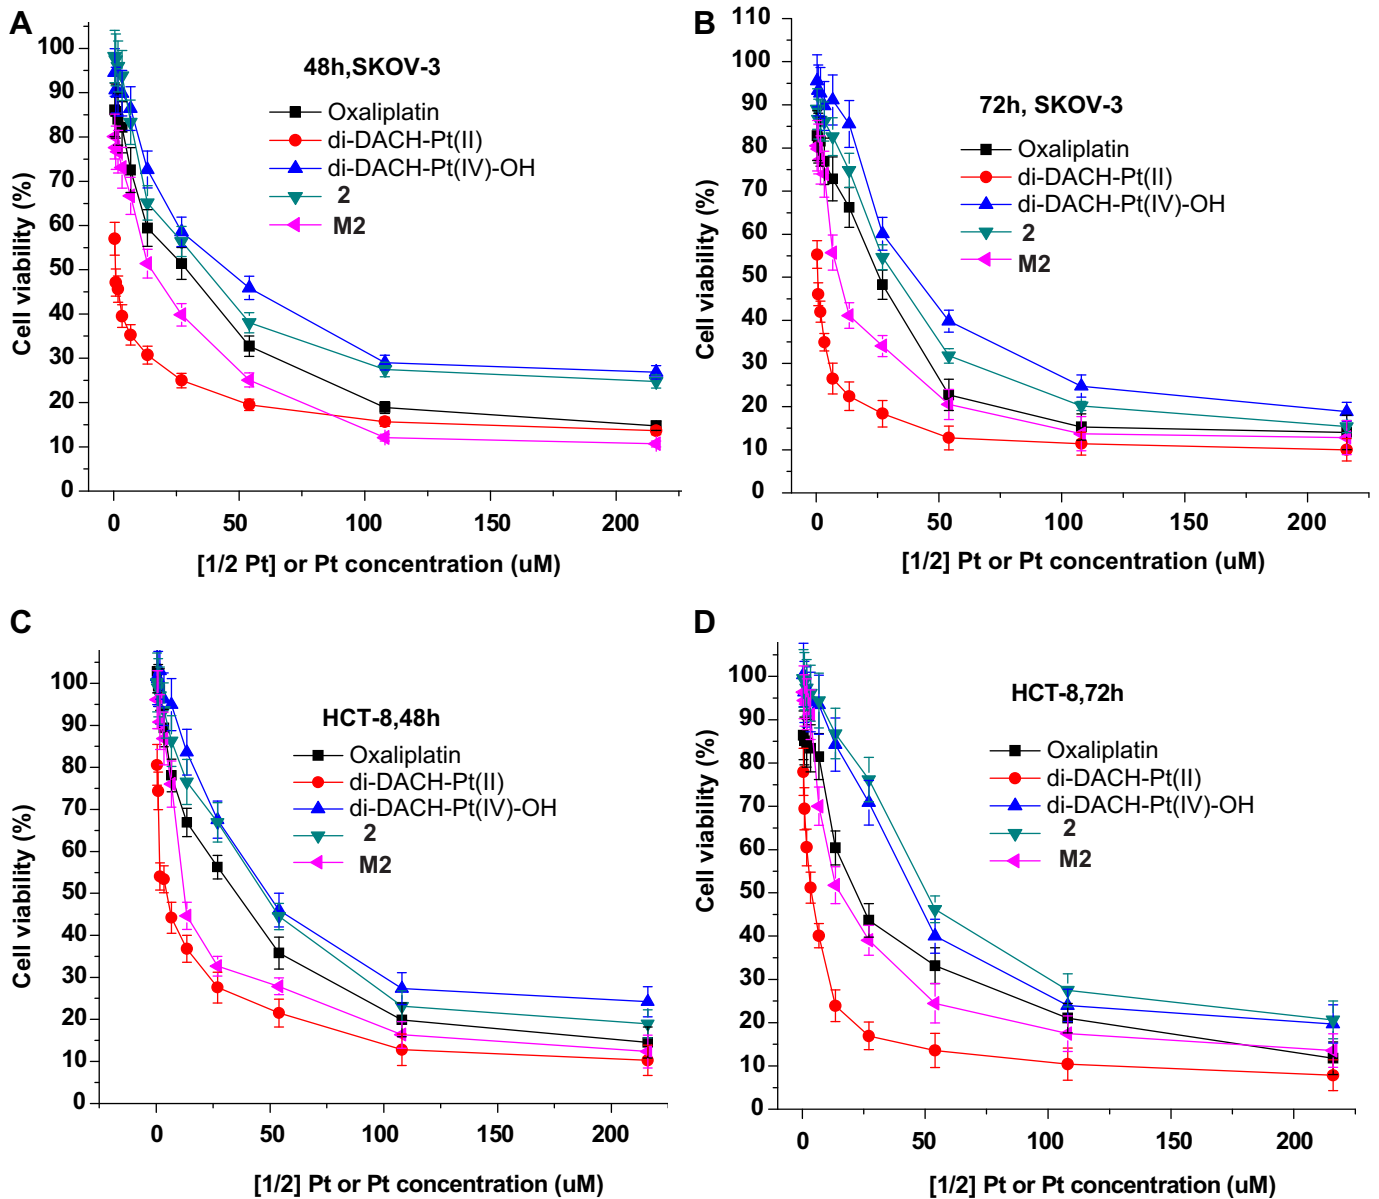 A
Cell viability (%)
100
90
80
70
60
50
40
30
20
10
0
48h,SKOV-3
Oxaliplatin
di-DACH-Pt(II)
di-DACH-Pt(IV)-OH
2
M2
0
50
100
150
200
[1/2 Pt] or Pt concentration (uM)
B
Cell viability (%)
110
100
90
80
70
60
50
40
30
20
10
0
72h, SKOV-3
Oxaliplatin
di-DACH-Pt(II)
di-DACH-Pt(IV)-OH
2
M2
0
50
100
150
200
[1/2] Pt or Pt concentration (uM)
C
Cell viability (%)
100
90
80
70
60
50
40
30
20
10
0
HCT-8,48h
Oxaliplatin
di-DACH-Pt(II)
di-DACH-Pt(IV)-OH
2
M2
0
50
100
150
200
[1/2] Pt or Pt concentration (uM)
D
Cell viability (%)
100
90
80
70
60
50
40
30
20
10
0
HCT-8,72h
Oxaliplatin
di-DACH-Pt(II)
di-DACH-Pt(IV)-OH
2
M2
0
50
100
150
200
[1/2] Pt or Pt concentration (uM)